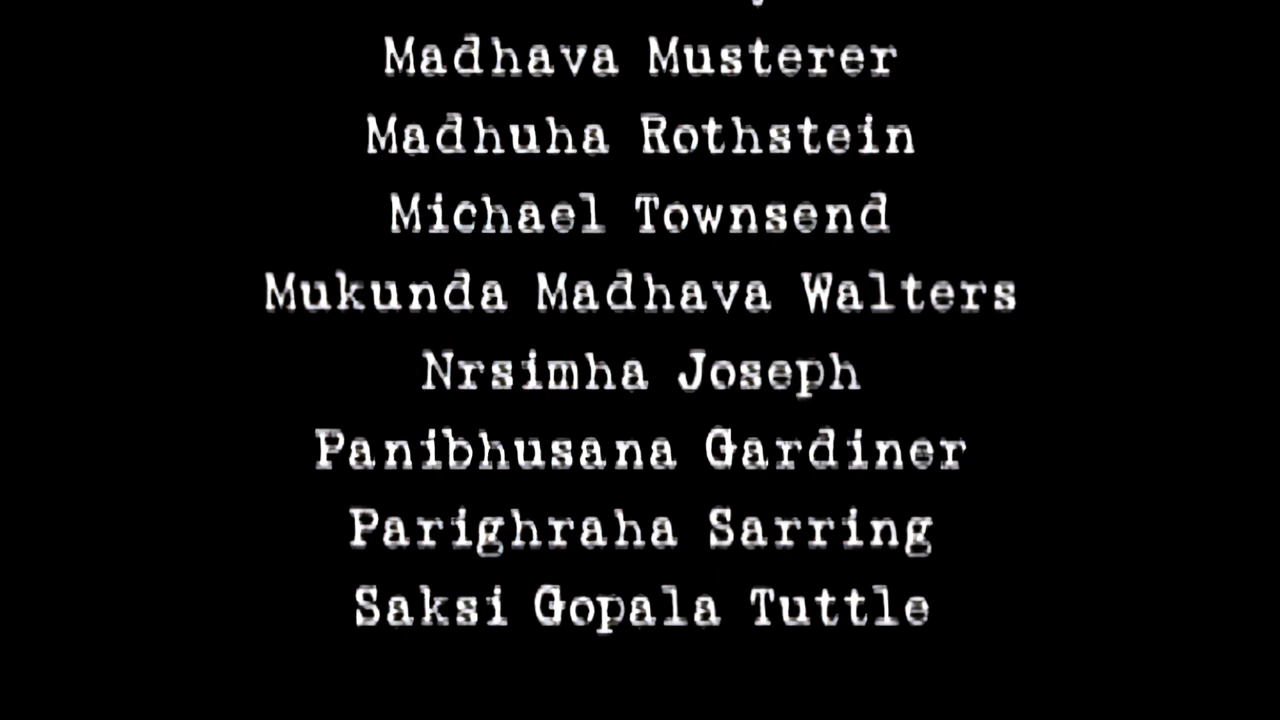 Madhava Musterer
Madhuha Rothstein
Michael Townsend
Mukunda Madhava Walters
Nrsimha Joseph
Panibhusana Gardiner
Parighraha Sarring
Saksi Gopala Tuttle